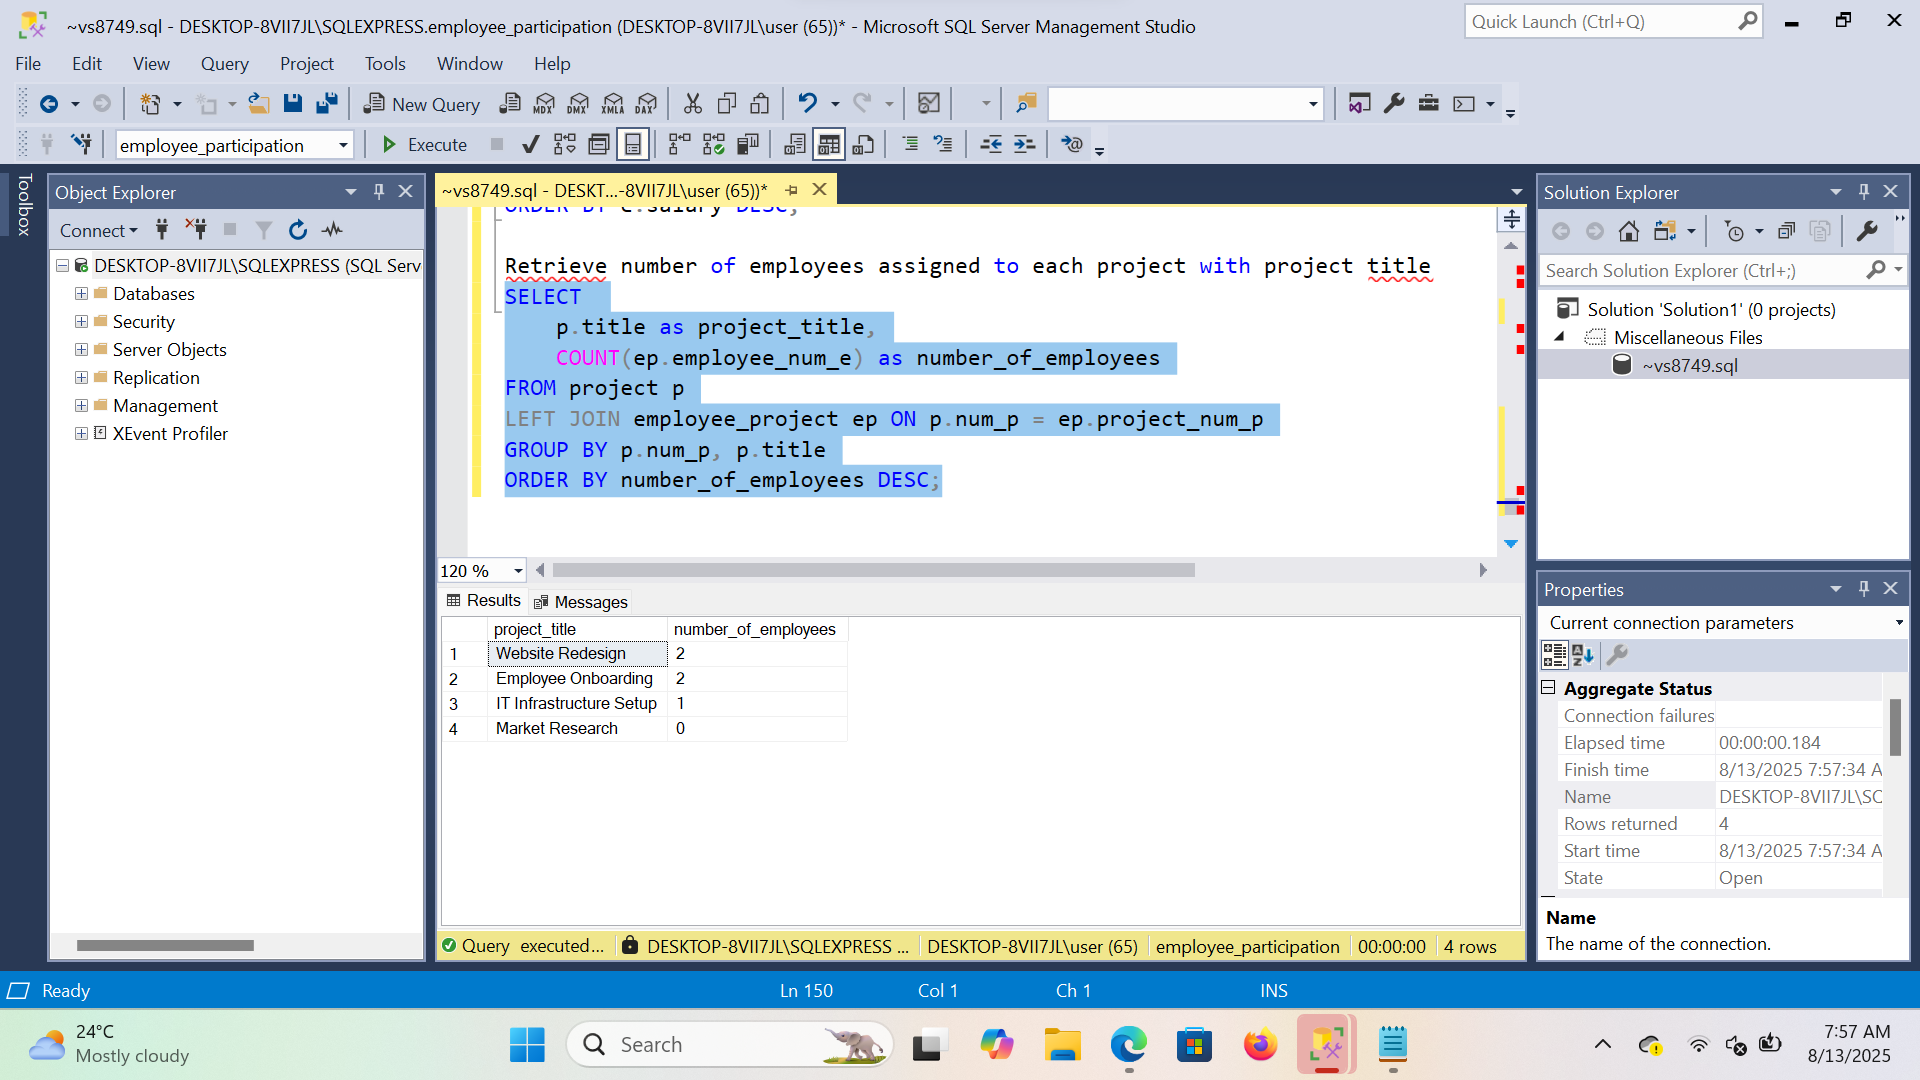 ~vs8749.sql - DESKTOP-8VII7JL\SQLEXPRESS.employee_participation (DESKTOP-8VII7JL\user (65))* - Microsoft SQL Server Management Studio
Quick Launch (Ctrl+Q)
File Edit View Query Project Tools Window Help
New Query MDX DMX XMLA DAX
employee_participation Execute
Toolbox
Object Explorer
Connect
DESKTOP-8VII7JL\SQLEXPRESS (SQL Serv
Databases
Security
Server Objects
Replication
Management
XEvent Profiler
~vs8749.sql - DESKT...-8VII7JL\user (65))*
ORDER BY e.salary DESC;
Retrieve number of employees assigned to each project with project title
SELECT
p.title as project_title,
COUNT(ep.employee_num_e) as number_of_employees
FROM project p
LEFT JOIN employee_project ep ON p.num_p = ep.project_num_p
GROUP BY p.num_p, p.title
ORDER BY number_of_employees DESC;
120 %
Results Messages
project_title number_of_employees
1 Website Redesign 2
2 Employee Onboarding 2
3 IT Infrastructure Setup 1
4 Market Research 0
Query executed... DESKTOP-8VII7JL\SQLEXPRESS ... DESKTOP-8VII7JL\user (65) employee_participation 00:00:00 4 rows
Solution Explorer
Search Solution Explorer (Ctrl+;)
Solution 'Solution1' (0 projects)
Miscellaneous Files
~vs8749.sql
Properties
Current connection parameters
Aggregate Status
Connection failures
Elapsed time 00:00:00.184
Finish time 8/13/2025 7:57:34 A
Name DESKTOP-8VII7JL\SC
Rows returned 4
Start time 8/13/2025 7:57:34 A
State Open
Name
The name of the connection.
Ready Ln 150 Col 1 Ch 1 INS
24°C
Mostly cloudy
Search
7:57 AM
8/13/2025